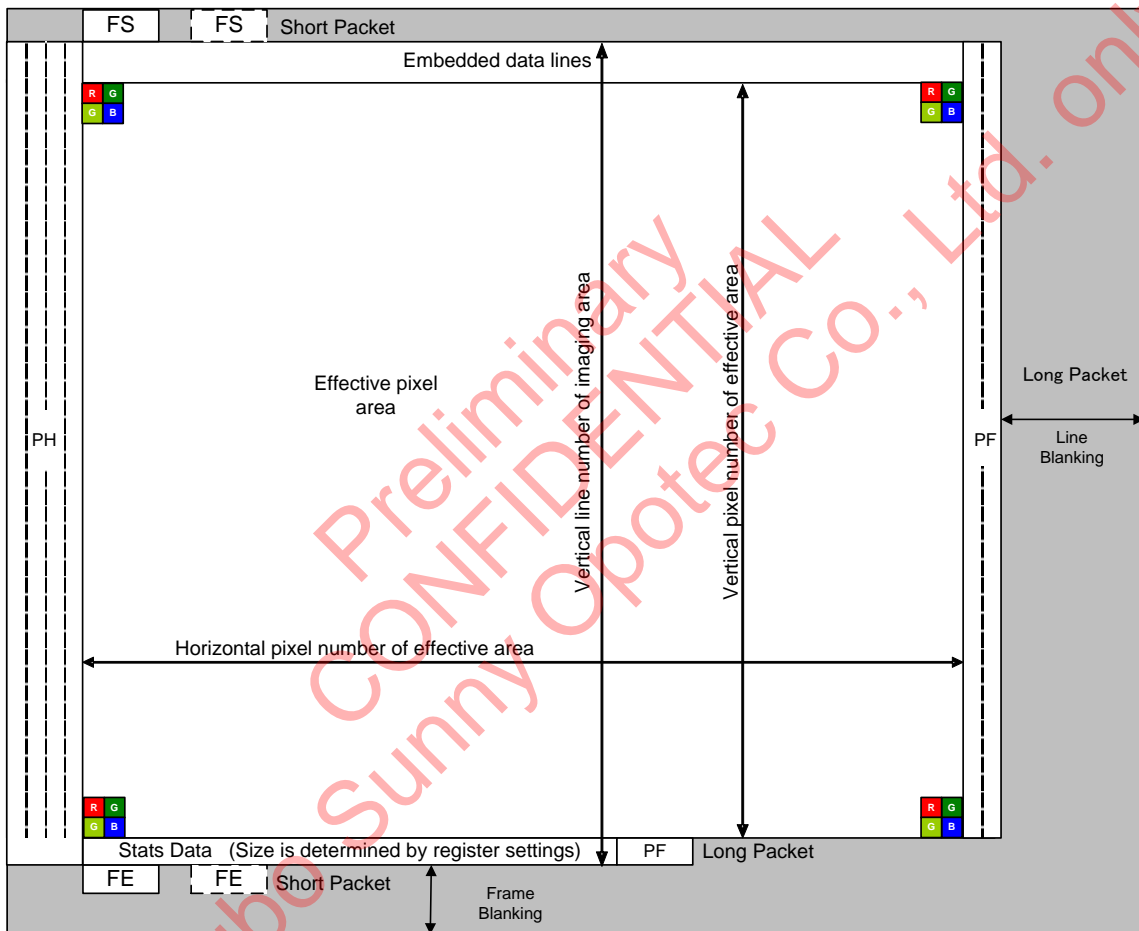 FS FS Short Packet
Embedded data lines
R G R G
G B G B
Vertical line number of imaging area
Vertical pixel number of effective area
Effective pixel
area
Long Packet
PH
PF
Line
Blanking
Horizontal pixel number of effective area
R G R G
G B G B
Stats Data (Size is determined by register settings) PF Long Packet
FE FE Short Packet
Frame
Blanking
Preliminary
CONFIDENTIAL
bo Sunny Opotec Co., Ltd. only